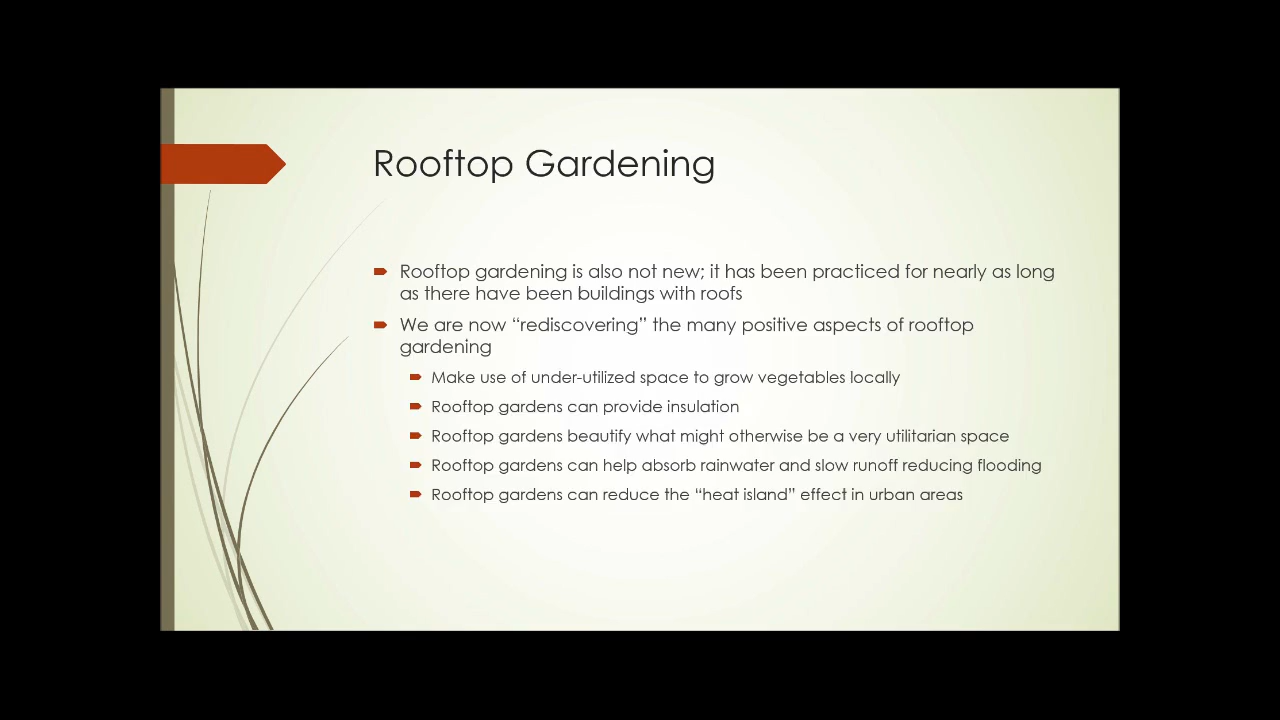 Rooftop Gardening
Rooftop gardening is also not new; it has been practiced for nearly as long
as there have been buildings with roofs
We are now “rediscovering” the many positive aspects of rooftop
gardening
Make use of under-utilized space to grow vegetables locally
Rooftop gardens can provide insulation
Rooftop gardens beautify what might otherwise be a very utilitarian space
Rooftop gardens can help absorb rainwater and slow runoff reducing flooding
Rooftop gardens can reduce the “heat island” effect in urban areas